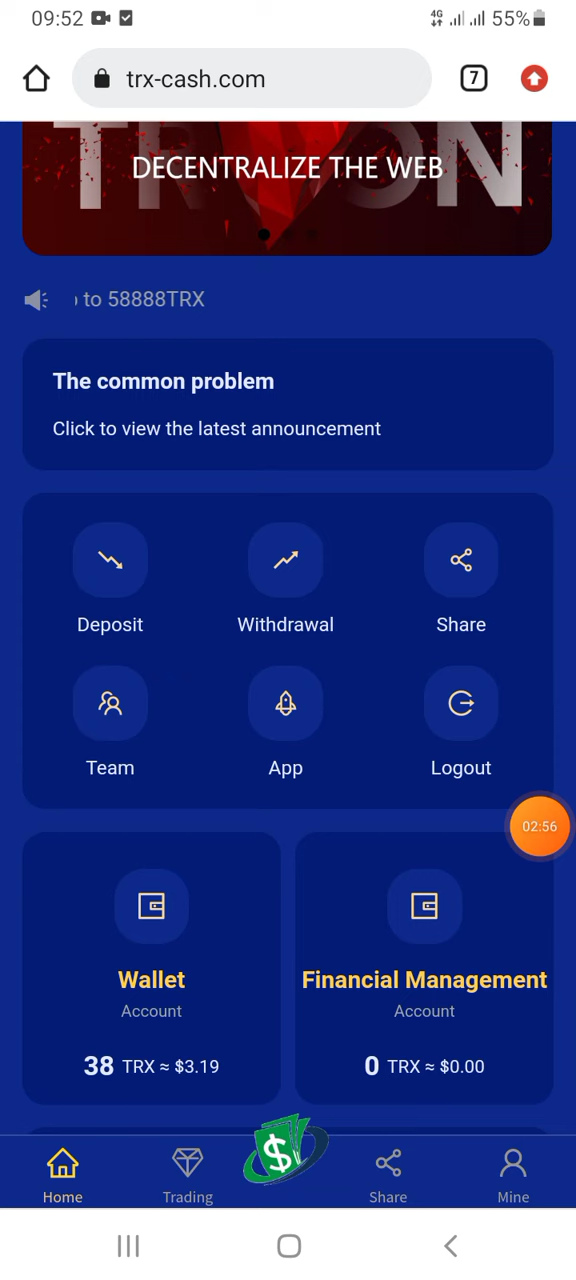 09:52
4G
55%
trx-cash.com
7
TRON
DECENTRALIZE THE WEB
to 58888TRX
The common problem
Click to view the latest announcement
Deposit
Withdrawal
Share
Team
App
Logout
02:56
Wallet
Financial Management
Account
Account
38 TRX ≈ $3.19
0 TRX ≈ $0.00
$
Home
Trading
Share
Mine